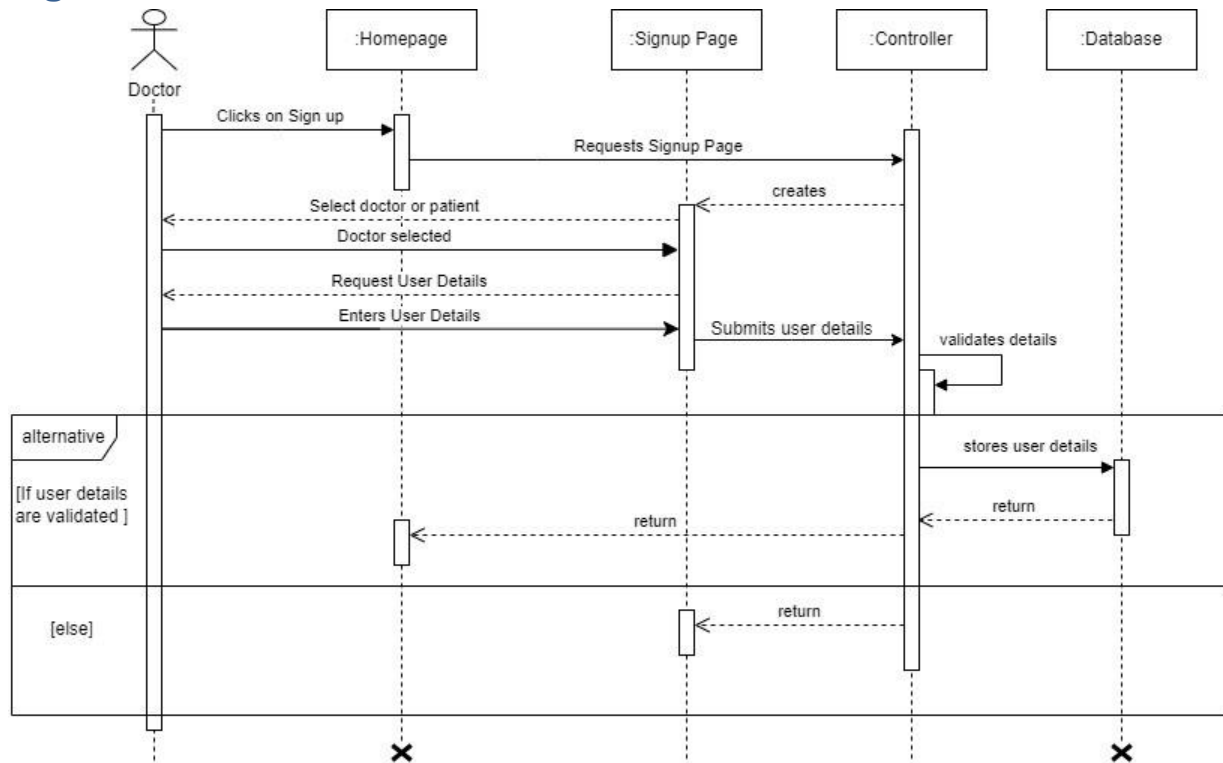 :Homepage
:Signup Page
:Controller
:Database
Doctor
Clicks on Sign up
Requests Signup Page
creates
Select doctor or patient
Doctor selected
Request User Details
Enters User Details
Submits user details
validates details
alternative
stores user details
[If user details
are validated ]
return
return
return
[else]